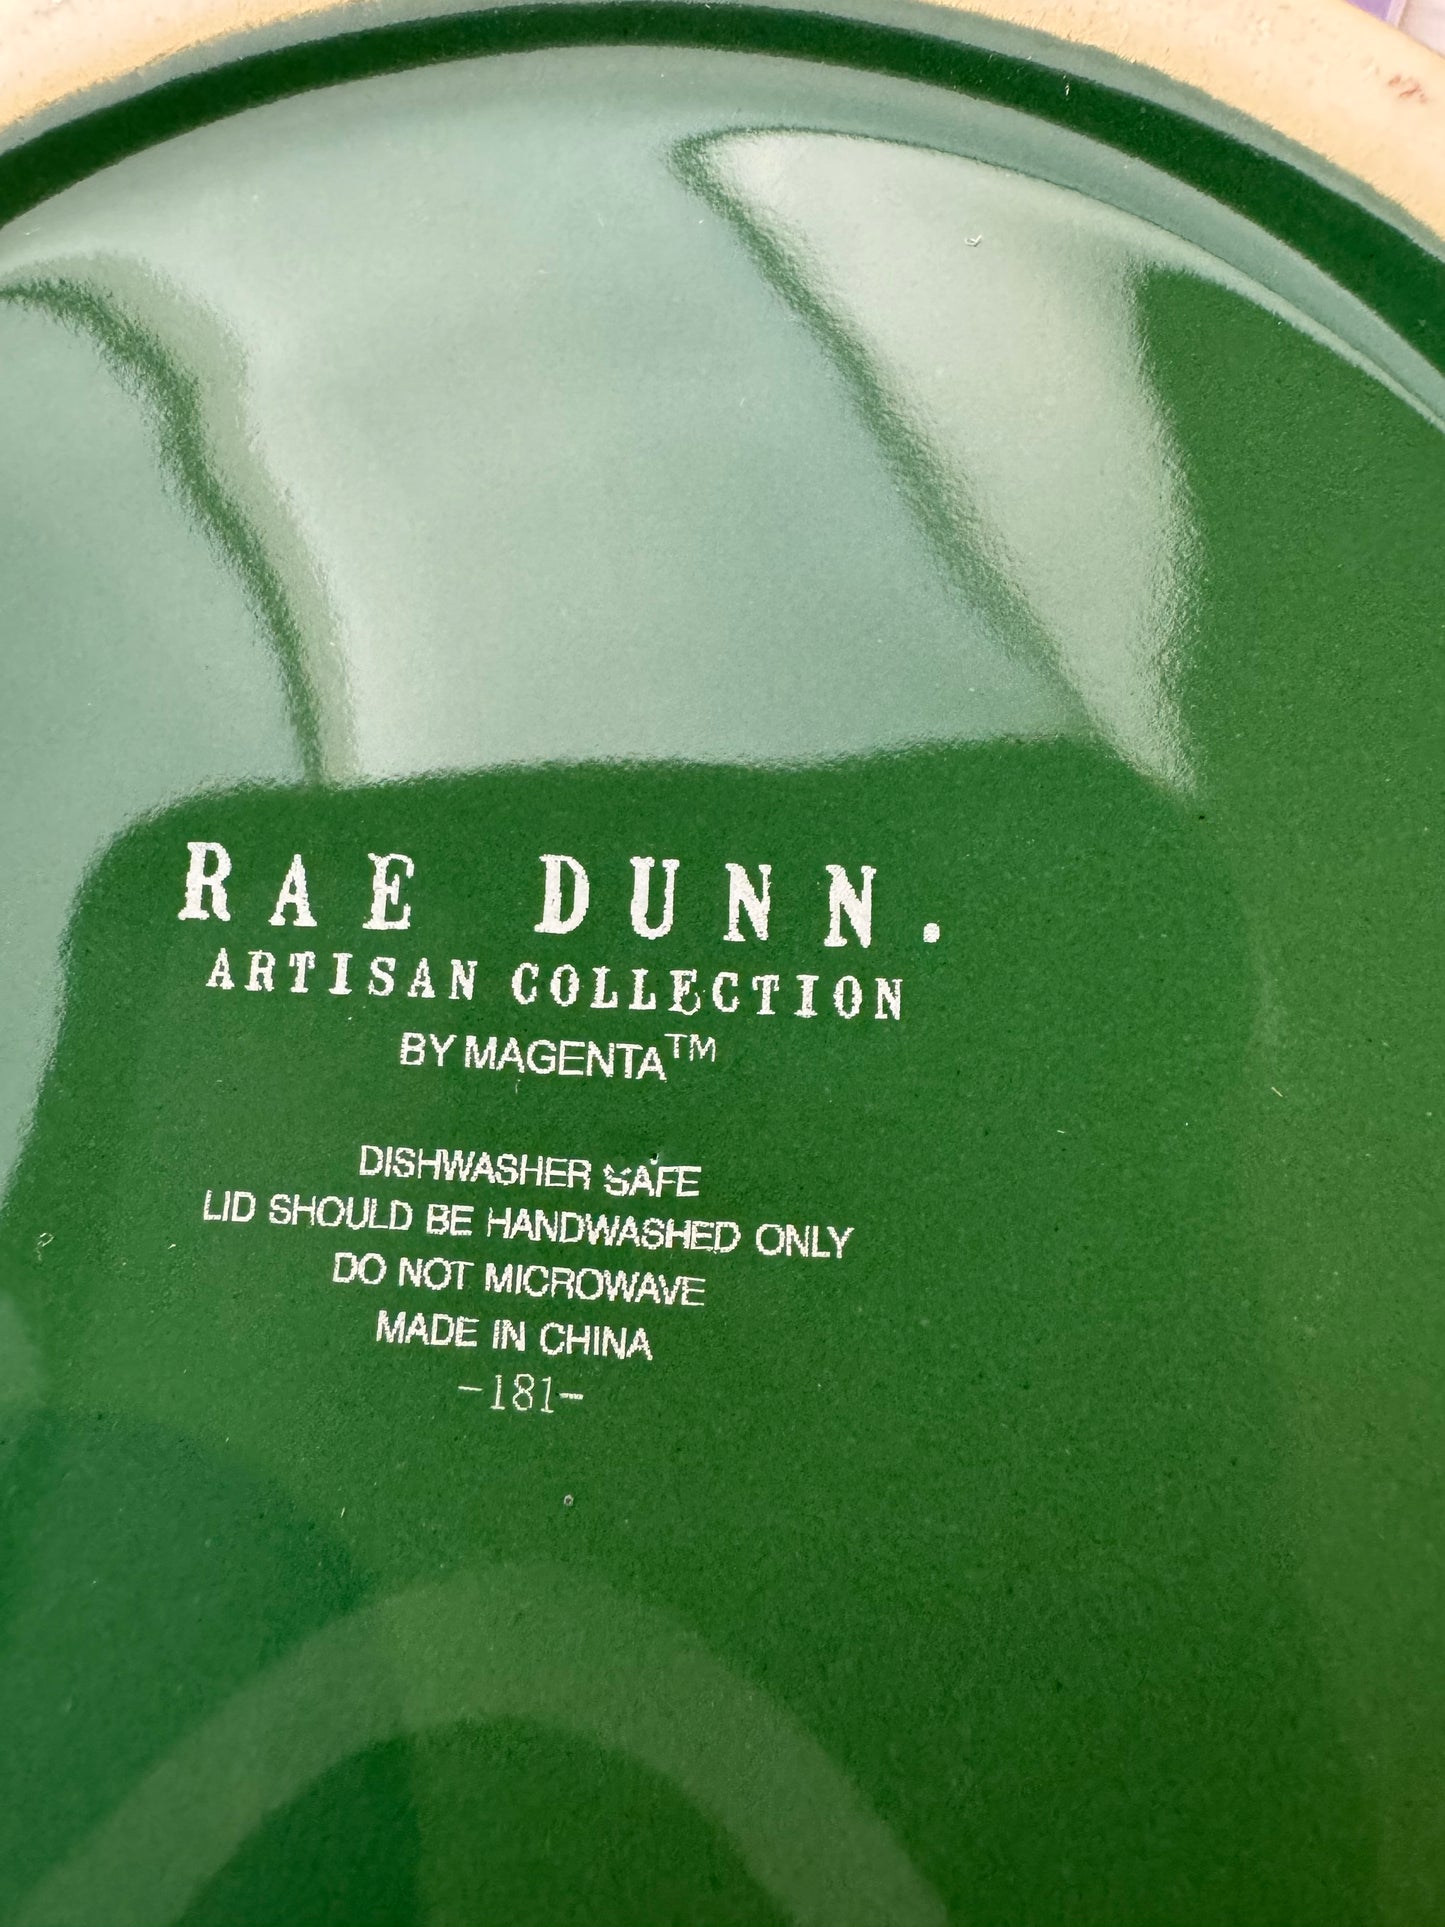 RAE DUNN.
ARTISAN COLLECTION
BY MAGENTA™
DISHWASHER SAFE
LID SHOULD BE HANDWASHED ONLY
DO NOT MICROWAVE
MADE IN CHINA
-181-